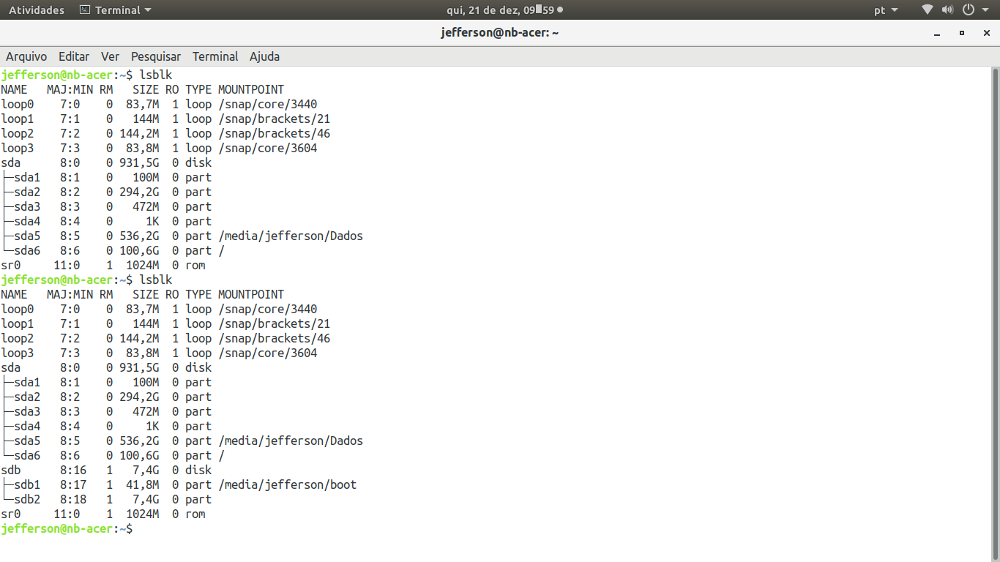 Atividades Terminal qui, 21 de dez, 09 59 pt
jefferson@nb-acer: ~
Arquivo Editar Ver Pesquisar Terminal Ajuda
jefferson@nb-acer:~$ lsblk
NAME   MAJ:MIN RM   SIZE RO TYPE MOUNTPOINT
loop0    7:0    0  83,7M  1 loop /snap/core/3440
loop1    7:1    0   144M  1 loop /snap/brackets/21
loop2    7:2    0 144,2M  1 loop /snap/brackets/46
loop3    7:3    0  83,8M  1 loop /snap/core/3604
sda      8:0    0 931,5G  0 disk
├─sda1   8:1    0   100M  0 part
├─sda2   8:2    0 294,2G  0 part
├─sda3   8:3    0   472M  0 part
├─sda4   8:4    0     1K  0 part
├─sda5   8:5    0 536,2G  0 part /media/jefferson/Dados
└─sda6   8:6    0 100,6G  0 part /
sr0     11:0    1  1024M  0 rom
jefferson@nb-acer:~$ lsblk
NAME   MAJ:MIN RM   SIZE RO TYPE MOUNTPOINT
loop0    7:0    0  83,7M  1 loop /snap/core/3440
loop1    7:1    0   144M  1 loop /snap/brackets/21
loop2    7:2    0 144,2M  1 loop /snap/brackets/46
loop3    7:3    0  83,8M  1 loop /snap/core/3604
sda      8:0    0 931,5G  0 disk
├─sda1   8:1    0   100M  0 part
├─sda2   8:2    0 294,2G  0 part
├─sda3   8:3    0   472M  0 part
├─sda4   8:4    0     1K  0 part
├─sda5   8:5    0 536,2G  0 part /media/jefferson/Dados
└─sda6   8:6    0 100,6G  0 part /
sdb      8:16   1   7,4G  0 disk
├─sdb1   8:17   1  41,8M  0 part /media/jefferson/boot
└─sdb2   8:18   1   7,4G  0 part
sr0     11:0    1  1024M  0 rom
jefferson@nb-acer:~$